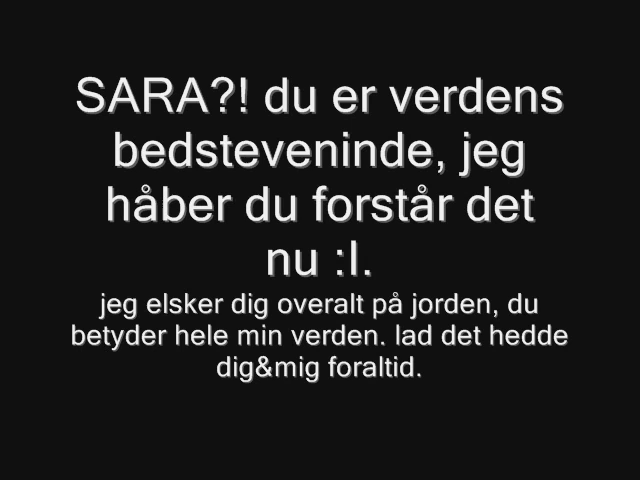 SARA?! du er verdens
bedsteveninde, jeg
håber du forstår det
nu :I.
jeg elsker dig overalt på jorden, du
betyder hele min verden. lad det hedde
dig&mig foraltid.